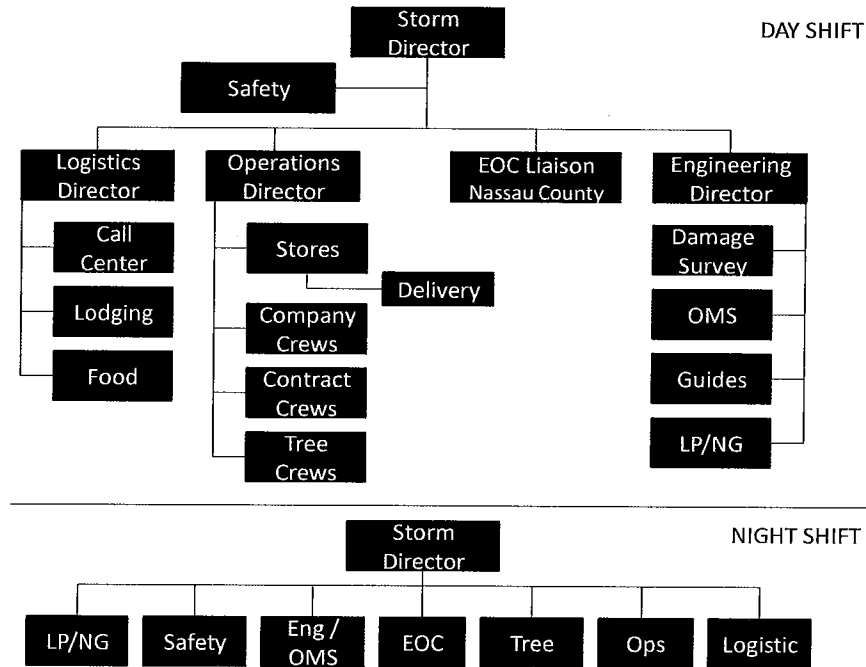 Storm
Director
DAY SHIFT
Safety
Logistics
Director
Operations
Director
EOC Liaison
Nassau County
Engineering
Director
Call
Center
Lodging
Food
Stores
Delivery
Company
Crews
Contract
Crews
Tree
Crews
Damage
Survey
OMS
Guides
LP/NG
Storm
Director
NIGHT SHIFT
LP/NG
Safety
Eng /
OMS
EOC
Tree
Ops
Logistic